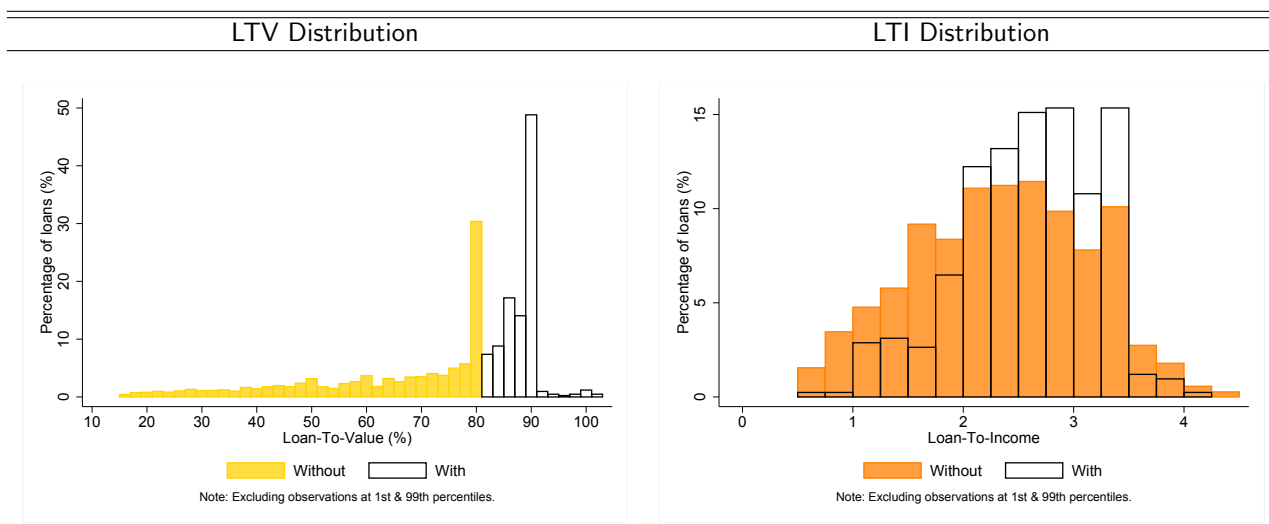 LTV Distribution
LTI Distribution
Percentage of loans (%)
50
40
30
20
10
0
10 20 30 40 50 60 70 80 90 100
Loan-To-Value (%)
Without With
Note: Excluding observations at 1st & 99th percentiles.
Percentage of loans (%)
15
10
5
0
0 1 2 3 4
Loan-To-Income
Without With
Note: Excluding observations at 1st & 99th percentiles.